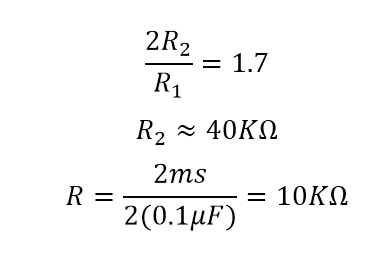 2R₂/R₁ = 1.7
R₂ ≈ 40KΩ
R = 2ms/2(0.1μF) = 10KΩ